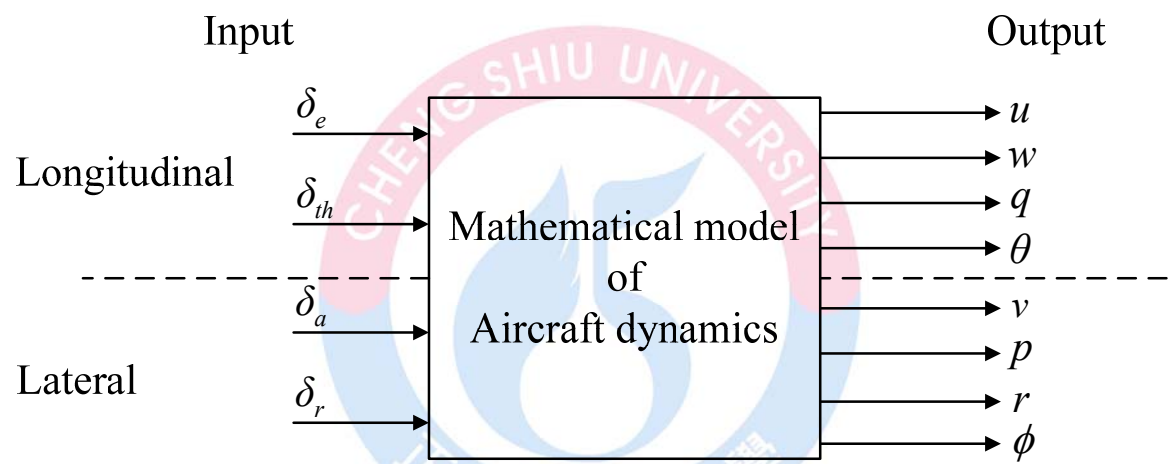 Input
Output
δe
u
w
Longitudinal
δth
q
Mathematical model
θ
of
δa
v
Aircraft dynamics
p
Lateral
δr
r
ϕ
CHENG SHIU UNIVERSITY